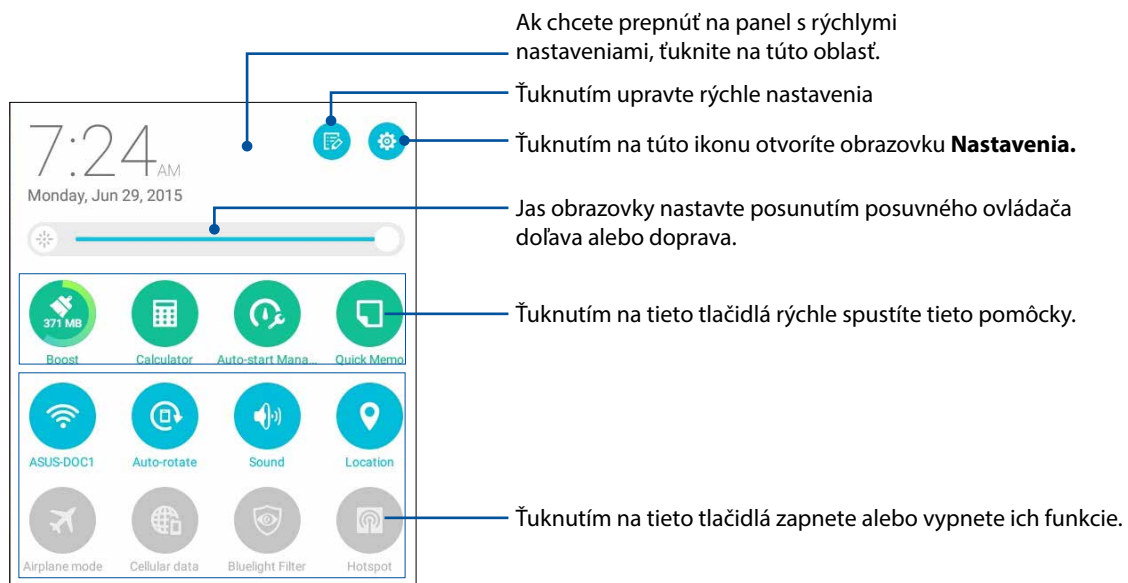 Ak chcete prepnúť na panel s rýchlymi
nastaveniami, ťuknite na túto oblasť.
Ťuknutím upravte rýchle nastavenia
Ťuknutím na túto ikonu otvoríte obrazovku Nastavenia.
Jas obrazovky nastavte posunutím posuvného ovládača
doľava alebo doprava.
Ťuknutím na tieto tlačidlá rýchle spustíte tieto pomôcky.
Ťuknutím na tieto tlačidlá zapnete alebo vypnete ich funkcie.
7:24 AM
Monday, Jun 29, 2015
371 MB
Boost Calculator Auto-start Mana... Quick Memo
ASUS-DOC1 Auto-rotate Sound Location
Airplane mode Cellular data Bluelight Filter Hotspot